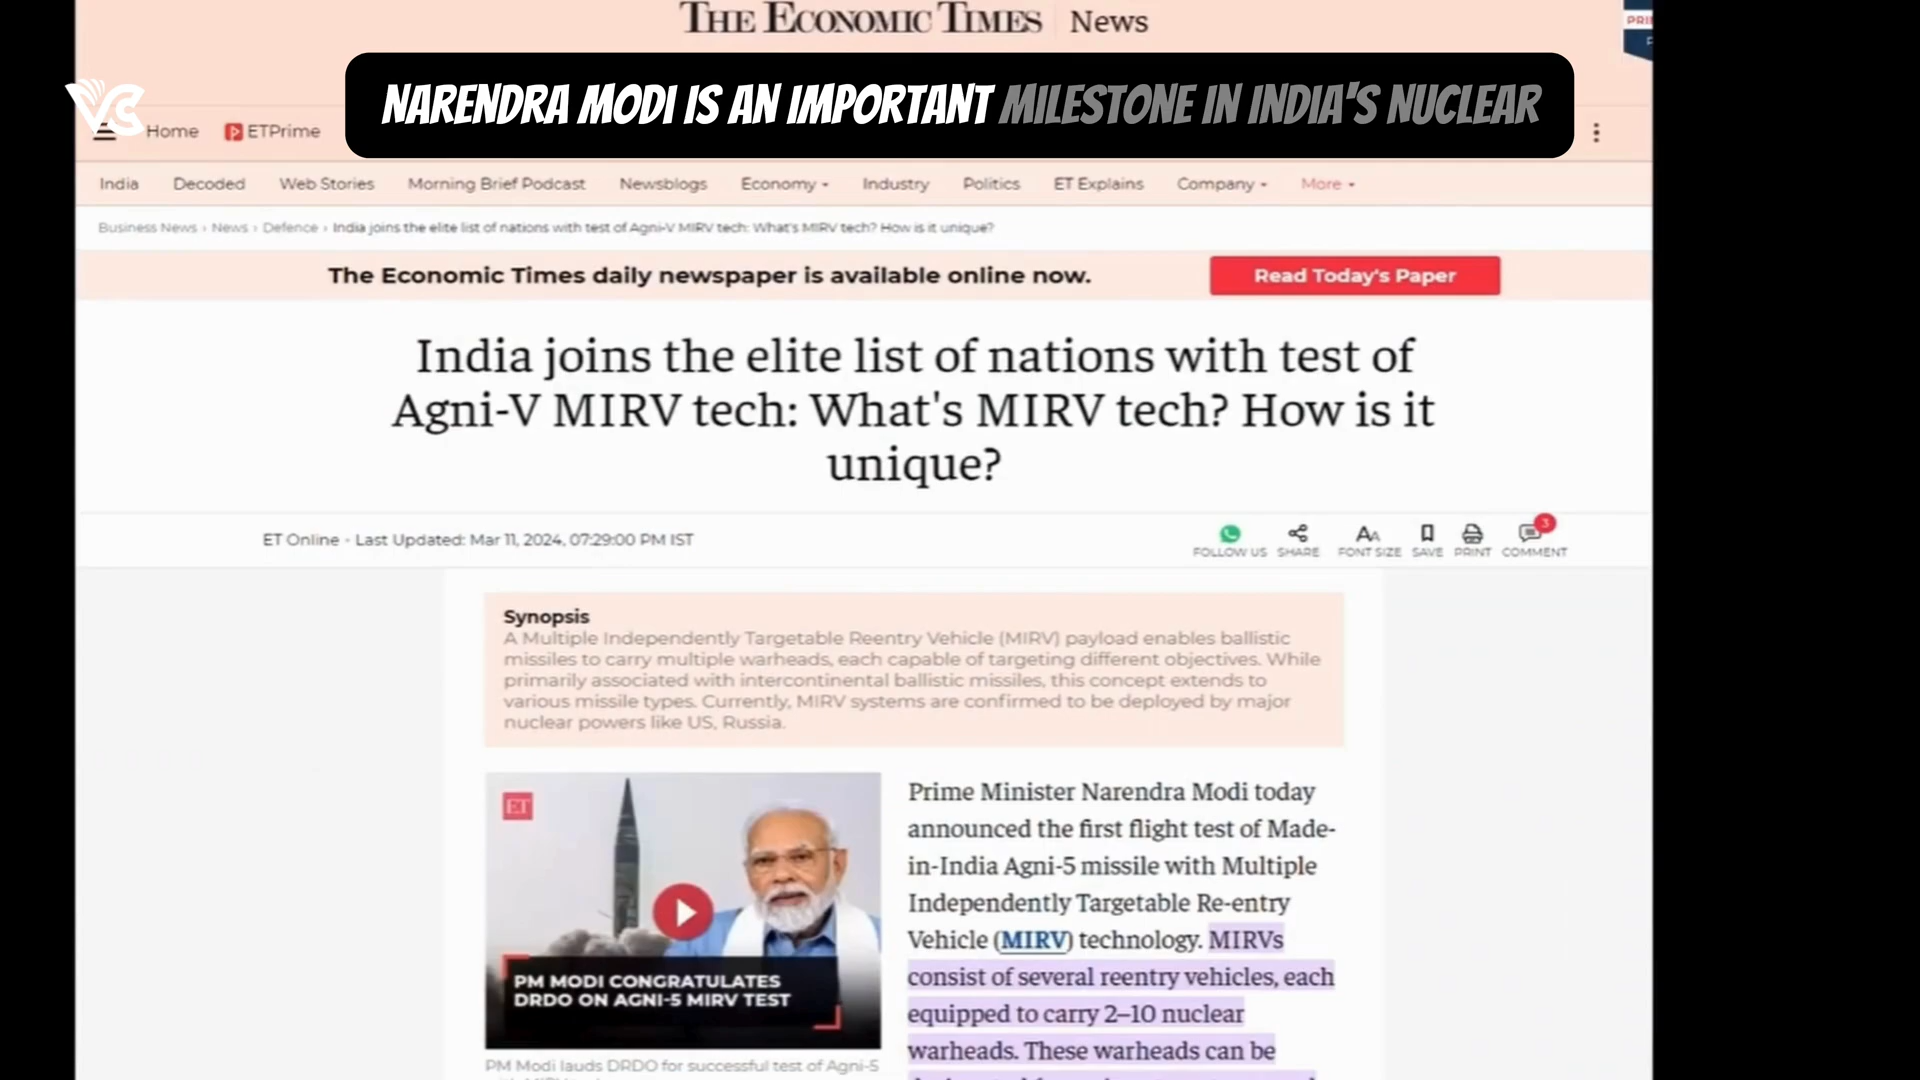 THE ECONOMIC TIMES News
PRI
NARENDRA MODI IS AN IMPORTANT MILESTONE IN INDIA'S NUCLEAR
VC
Home ETPrime
India Decoded Web Stories Morning Brief Podcast Newsblogs Economy Industry Politics ET Explains Company More
Business News › News › Defence › India joins the elite list of nations with test of Agni-V MIRV tech: What's MIRV tech? How is it unique?
The Economic Times daily newspaper is available online now.
Read Today's Paper
India joins the elite list of nations with test of
Agni-V MIRV tech: What's MIRV tech? How is it
unique?
ET Online • Last Updated: Mar 11, 2024, 07:29:00 PM IST
3
FOLLOW US SHARE FONT SIZE SAVE PRINT COMMENT
Synopsis
A Multiple Independently Targetable Reentry Vehicle (MIRV) payload enables ballistic
missiles to carry multiple warheads, each capable of targeting different objectives. While
primarily associated with intercontinental ballistic missiles, this concept extends to
various missile types. Currently, MIRV systems are confirmed to be deployed by major
nuclear powers like US, Russia.
ET
PM MODI CONGRATULATES
DRDO ON AGNI-5 MIRV TEST
PM Modi lauds DRDO for successful test of Agni-5
Prime Minister Narendra Modi today
announced the first flight test of Made-
in-India Agni-5 missile with Multiple
Independently Targetable Re-entry
Vehicle (MIRV) technology. MIRVs
consist of several reentry vehicles, each
equipped to carry 2–10 nuclear
warheads. These warheads can be